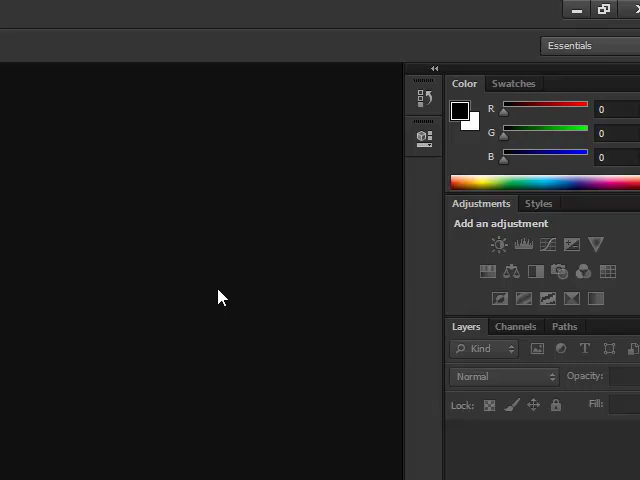 Essentials
Color Swatches
R 0
G 0
B 0
Adjustments Styles
Add an adjustment
Layers Channels Paths
Kind
Normal Opacity:
Lock: Fill: